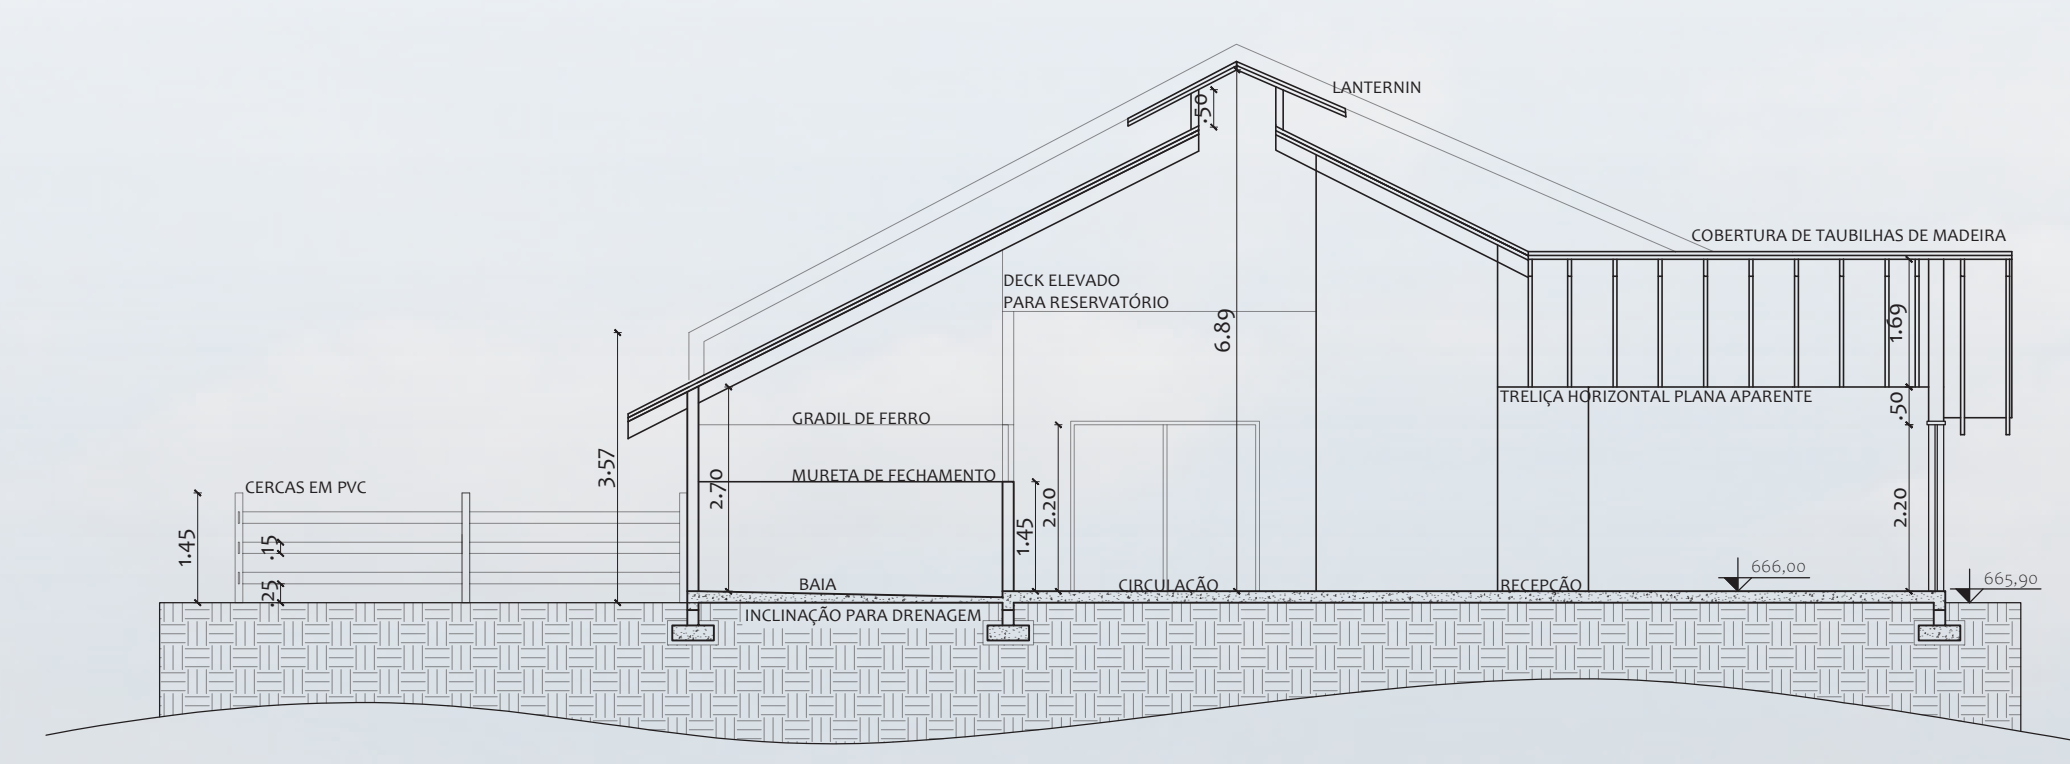 LANTERNIN
.50
COBERTURA DE TAUBILHAS DE MADEIRA
DECK ELEVADO
PARA RESERVATÓRIO
6.89
1.69
TRELIÇA HORIZONTAL PLANA APARENTE
.50
GRADIL DE FERRO
3.57
MURETA DE FECHAMENTO
2.70
CERCAS EM PVC
1.45
.15
.25
1.45
2.20
2.20
BAIA
CIRCULAÇÃO
RECEPÇÃO
666,00
665,90
INCLINAÇÃO PARA DRENAGEM